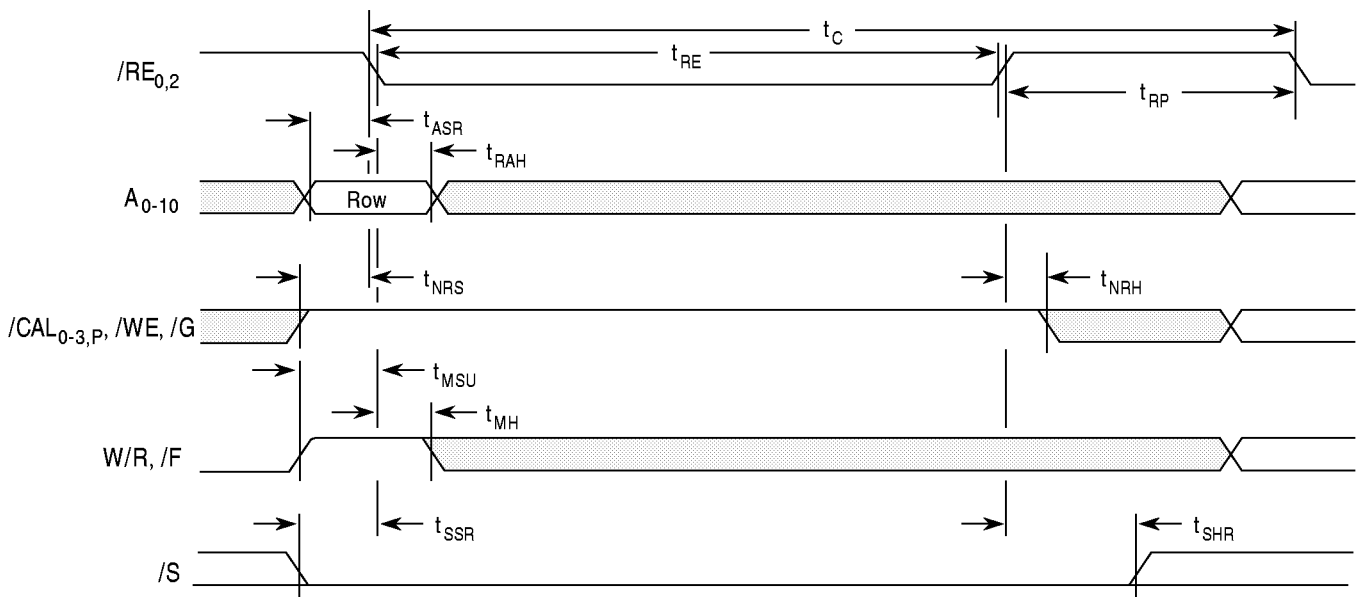 t_C
/RE_0,2
t_RE
t_RP
t_ASR
t_RAH
A_0-10
Row
t_NRS
t_NRH
/CAL_0-3,P, /WE, /G
t_MSU
t_MH
W/R, /F
t_SSR
t_SHR
/S